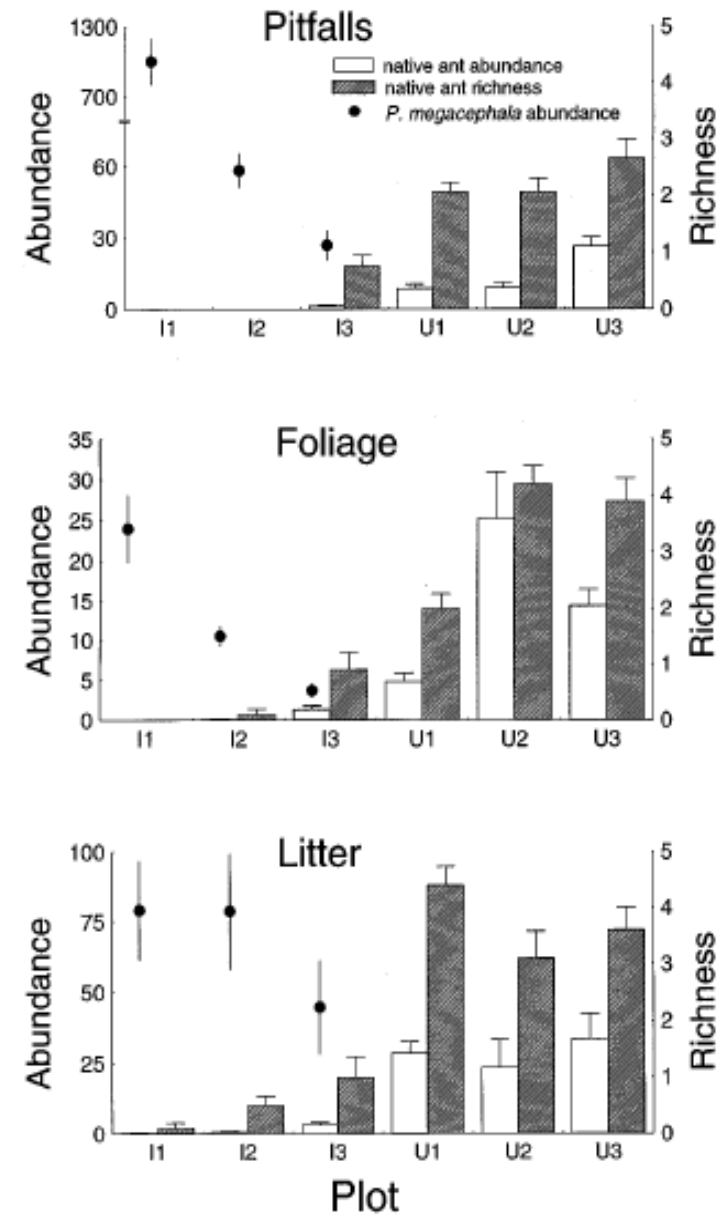 Pitfalls
1300
700
60
30
0
Abundance
5
4
3
2
1
0
Richness
native ant abundance
native ant richness
P. megacephala abundance
I1 I2 I3 U1 U2 U3
Foliage
35
30
25
20
15
10
5
0
Abundance
5
4
3
2
1
0
Richness
I1 I2 I3 U1 U2 U3
Litter
100
75
50
25
0
Abundance
5
4
3
2
1
0
Richness
I1 I2 I3 U1 U2 U3
Plot